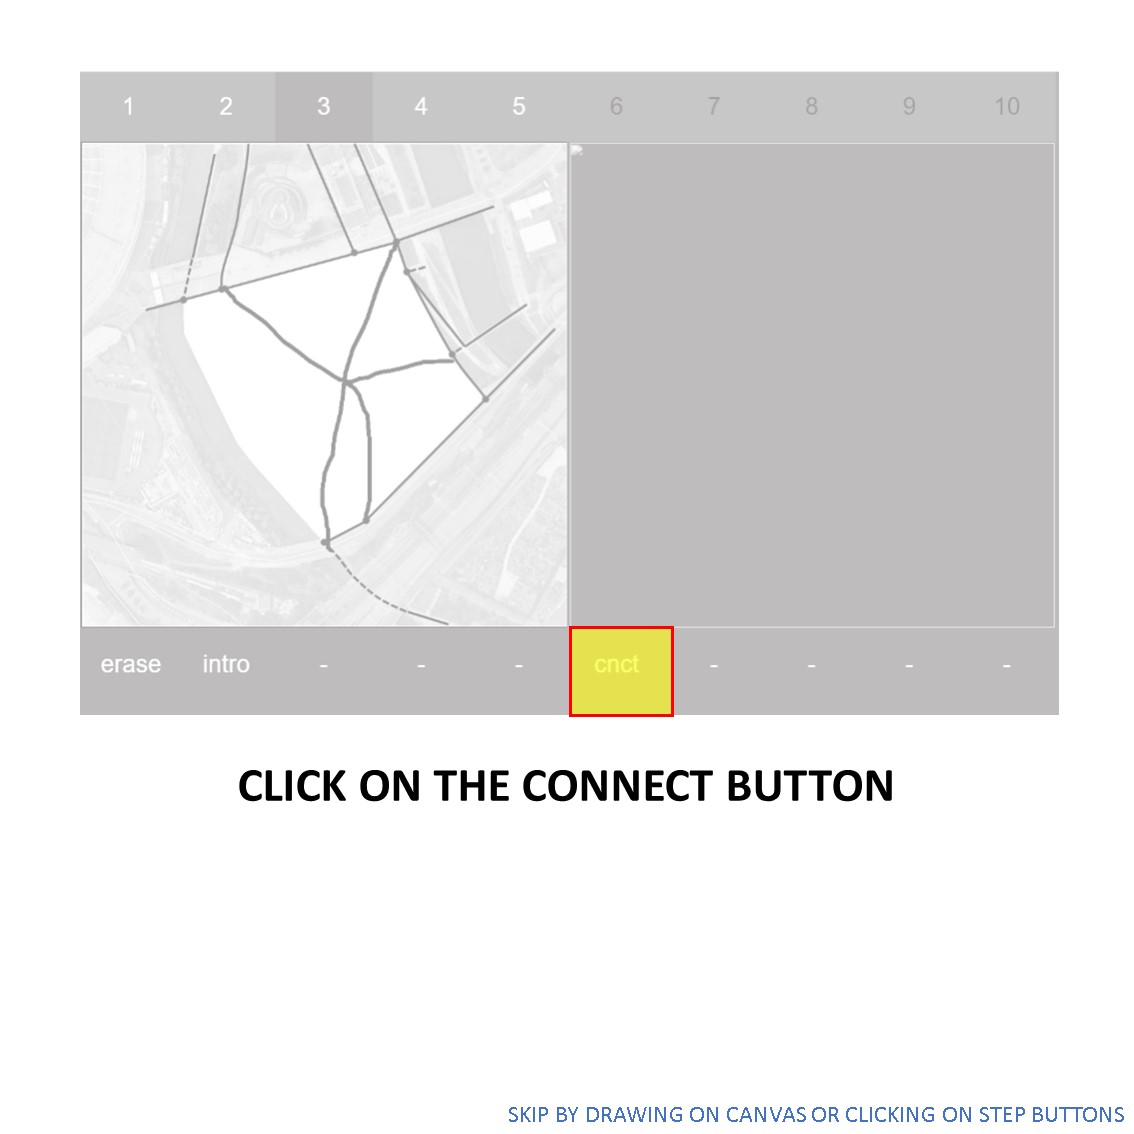 1 2 3 4 5 6 7 8 9 10
erase intro - - - cnct - - - -
CLICK ON THE CONNECT BUTTON
SKIP BY DRAWING ON CANVAS OR CLICKING ON STEP BUTTONS